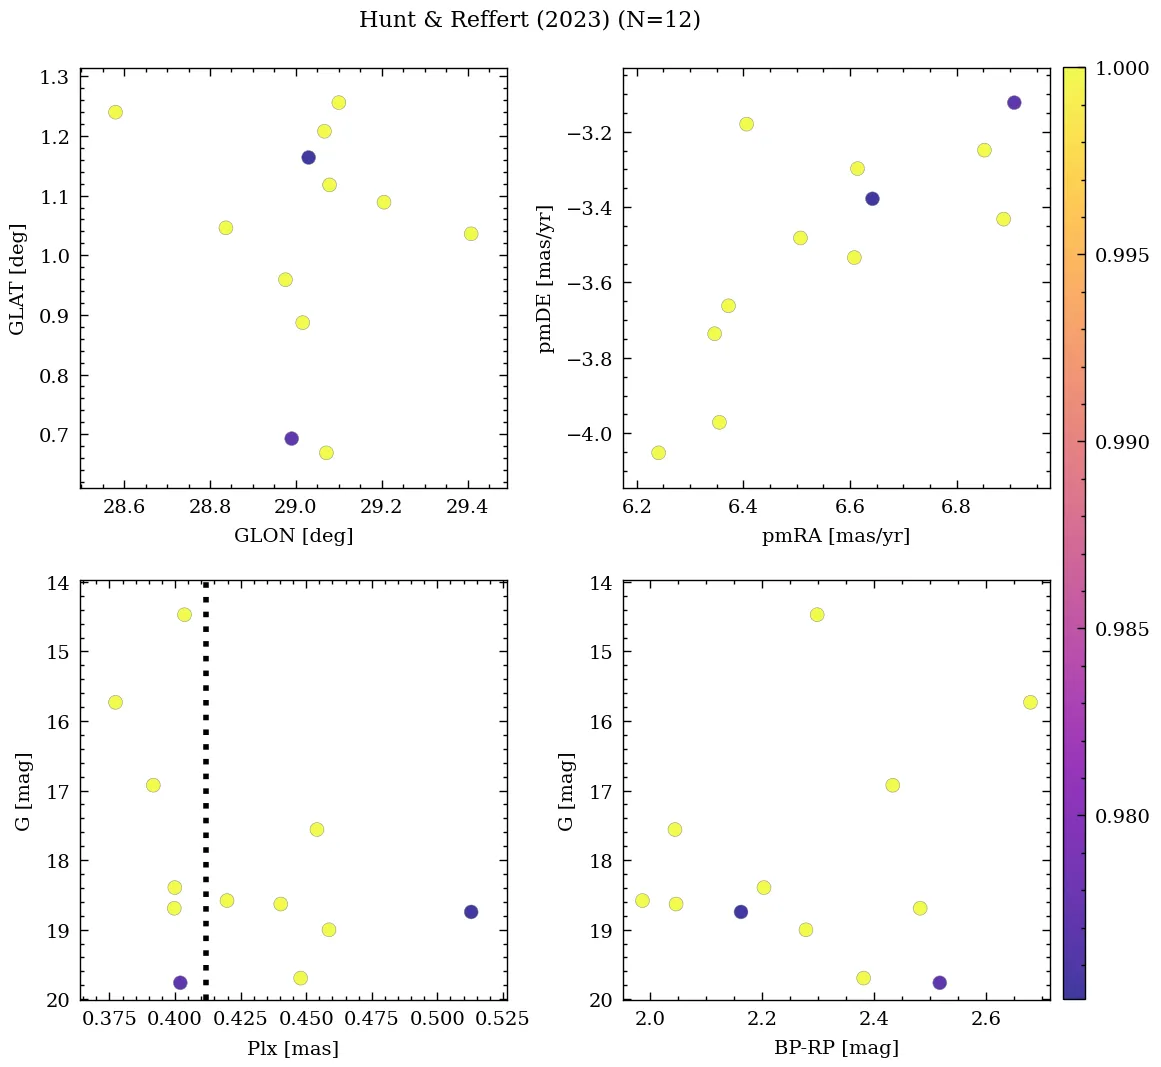 Hunt & Reffert (2023) (N=12)
1.3
1.2
1.1
1.0
0.9
0.8
0.7
GLAT [deg]
28.6 28.8 29.0 29.2 29.4
GLON [deg]
−3.2
−3.4
−3.6
−3.8
−4.0
pmDE [mas/yr]
6.2 6.4 6.6 6.8
pmRA [mas/yr]
14
15
16
17
18
19
20
G [mag]
0.375 0.400 0.425 0.450 0.475 0.500 0.525
Plx [mas]
14
15
16
17
18
19
20
G [mag]
2.0 2.2 2.4 2.6
BP-RP [mag]
1.000
0.995
0.990
0.985
0.980